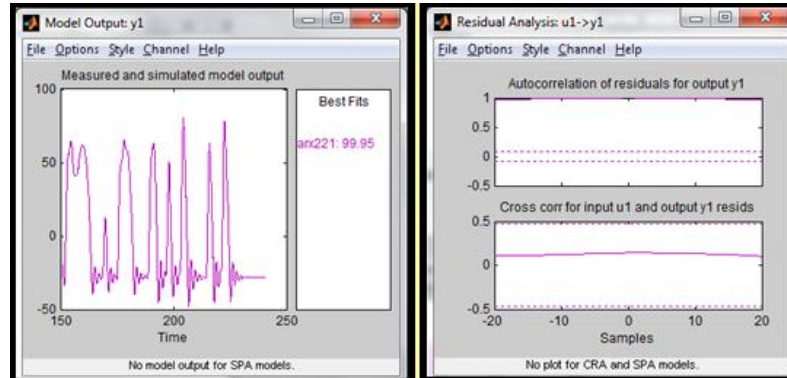 Model Output: y1
File Options Style Channel Help
Measured and simulated model output
100
50
0
-50
150
200
250
Time
Best Fits
arx221: 99.95
No model output for SPA models.
Residual Analysis: u1->y1
File Options Style Channel Help
Autocorrelation of residuals for output y1
1
0.5
0
-0.5
Cross corr for input u1 and output y1 resids
0.5
0
-0.5
-20
-10
0
10
20
Samples
No plot for CRA and SPA models.